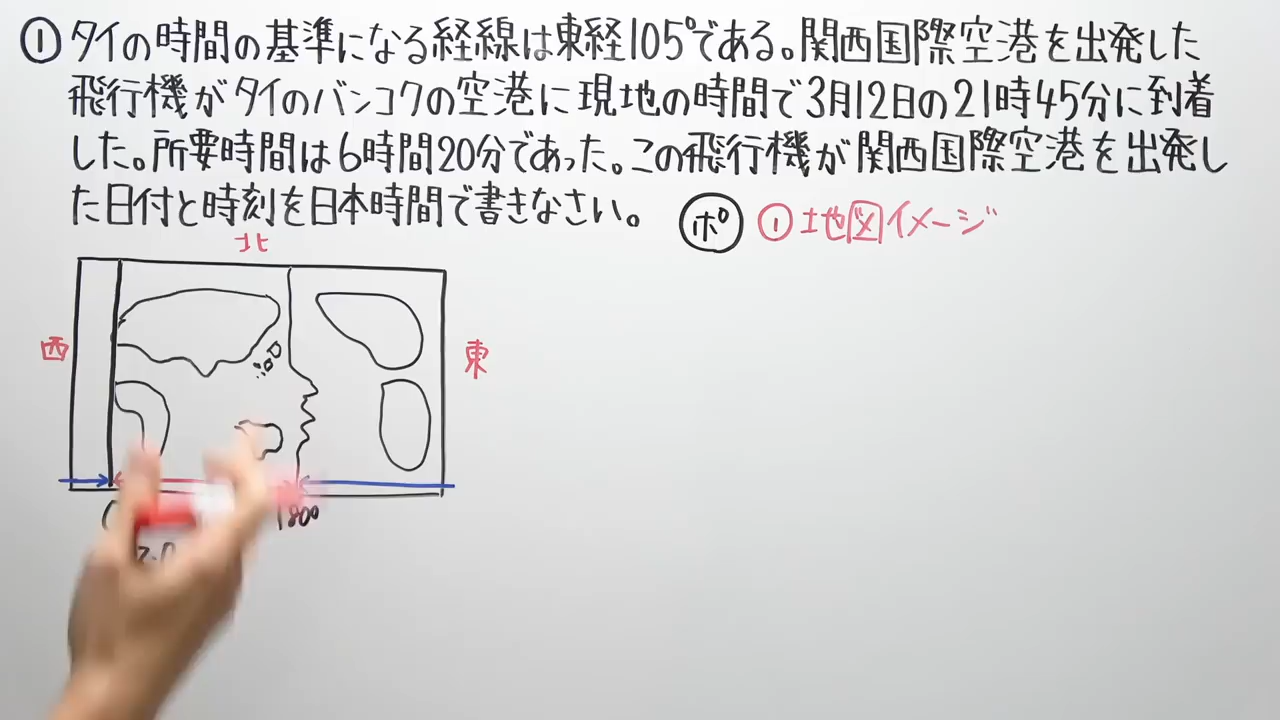 ① タイの時間の基準になる経線は東経105°である。関西国際空港を出発した
飛行機がタイのバンコクの空港に現地の時間で3月12日の21時45分に到着
した。所要時間は6時間20分であった。この飛行機が関西国際空港を出発し
た日付と時刻を日本時間で書きなさい。 ポ ①地図イメージ
北
西
東
180°